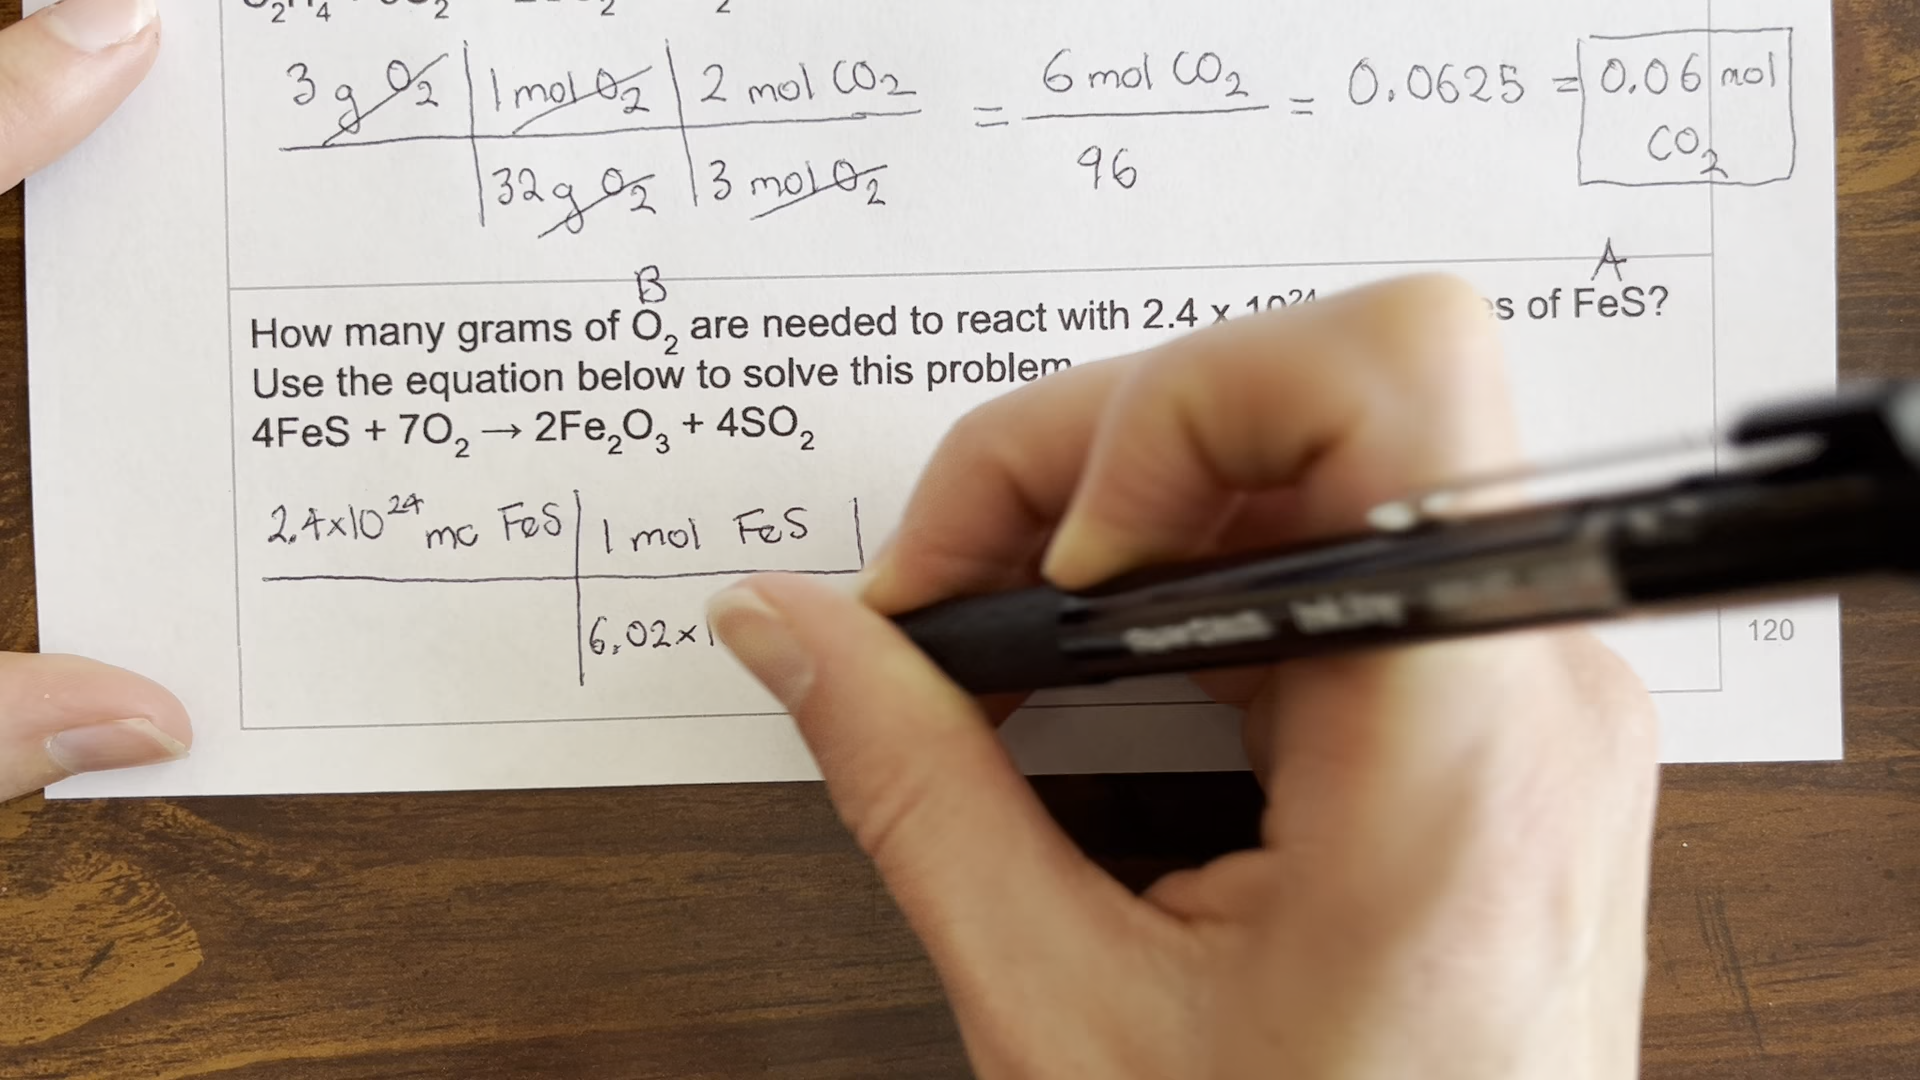 3 g O₂ | 1 mol O₂ | 2 mol CO₂ = 6 mol CO₂ = 0.0625 = 0.06 mol
32 g O₂ | 3 mol O₂ 96 CO₂
B A
How many grams of O₂ are needed to react with 2.4 x 10²⁴ of FeS?
Use the equation below to solve this problem
4FeS + 7O₂ → 2Fe₂O₃ + 4SO₂
2.4x10²⁴ mc FeS | 1 mol FeS |
6.02x1
120